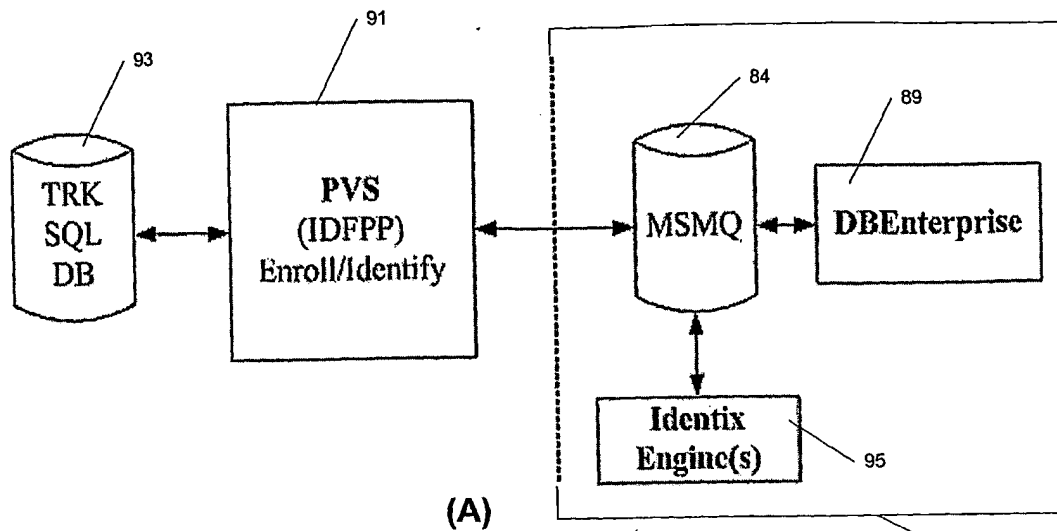 91
93
84
89
TRK
SQL
DB
PVS
(IDFPP)
Enroll/Identify
MSMQ
DBEnterprise
Identix
Engine(s)
95
(A)